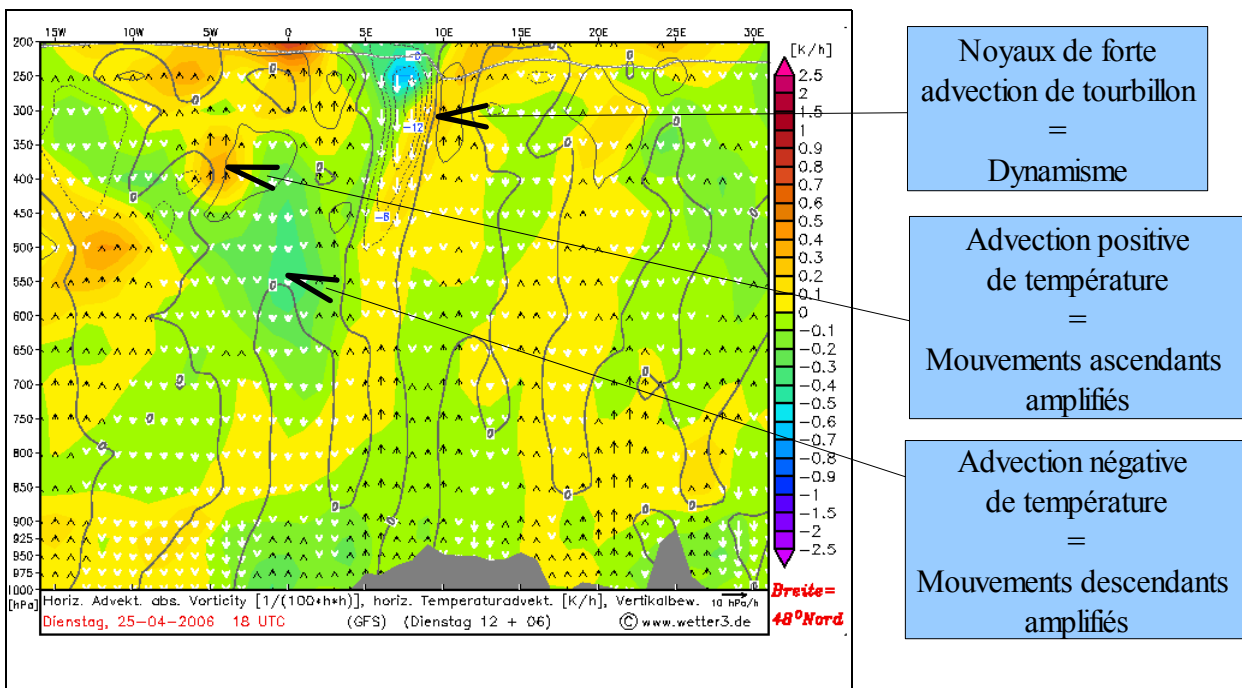 15W 10W 5W 0 5E 10E 15E 20E 25E 30E
[K/h]
200
250
300
350
400
450
500
550
600
650
700
750
800
850
900
925
950
975
1000
[hPa]
2.5
2
1.5
1
0.9
0.8
0.7
0.6
0.5
0.4
0.3
0.2
0.1
0
-0.1
-0.2
-0.3
-0.4
-0.5
-0.6
-0.7
-0.8
-0.9
-1
-1.5
-2
-2.5
-12
-6
Horiz. Advekt. abs. Vorticity [1/(100*h*h)], horiz. Temperaturadvekt. [K/h], Vertikalbew. 10 hPa/h
Dienstag, 25-04-2006 18 UTC (GFS) (Dienstag 12 + 06) © www.wetter3.de
Breite=
48°Nord
Noyaux de forte
advection de tourbillon
=
Dynamisme
Advection positive
de température
=
Mouvements ascendants
amplifiés
Advection négative
de température
=
Mouvements descendants
amplifiés